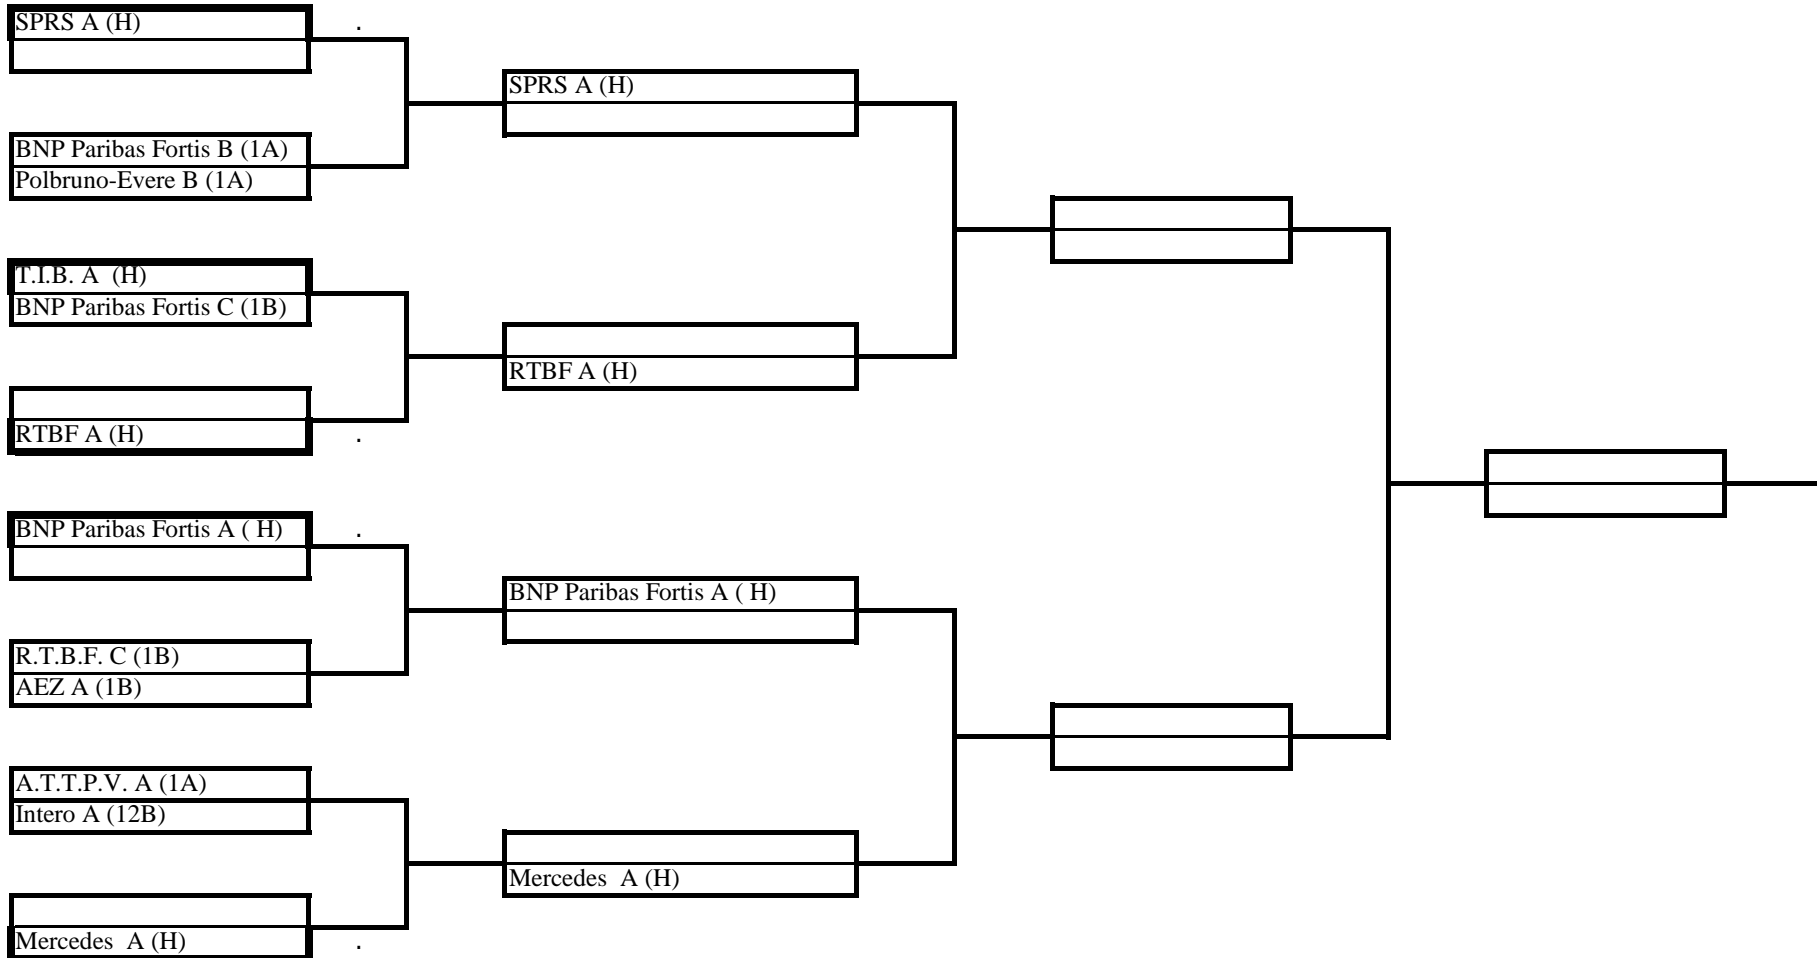 SPRS A (H)
.
BNP Paribas Fortis B (1A)
Polbruno-Evere B (1A)
T.I.B. A  (H)
BNP Paribas Fortis C (1B)
RTBF A (H)
.
BNP Paribas Fortis A ( H)
.
R.T.B.F. C (1B)
AEZ A (1B)
A.T.T.P.V. A (1A)
Intero A (12B)
Mercedes  A (H)
.
SPRS A (H)
RTBF A (H)
BNP Paribas Fortis A ( H)
Mercedes  A (H)